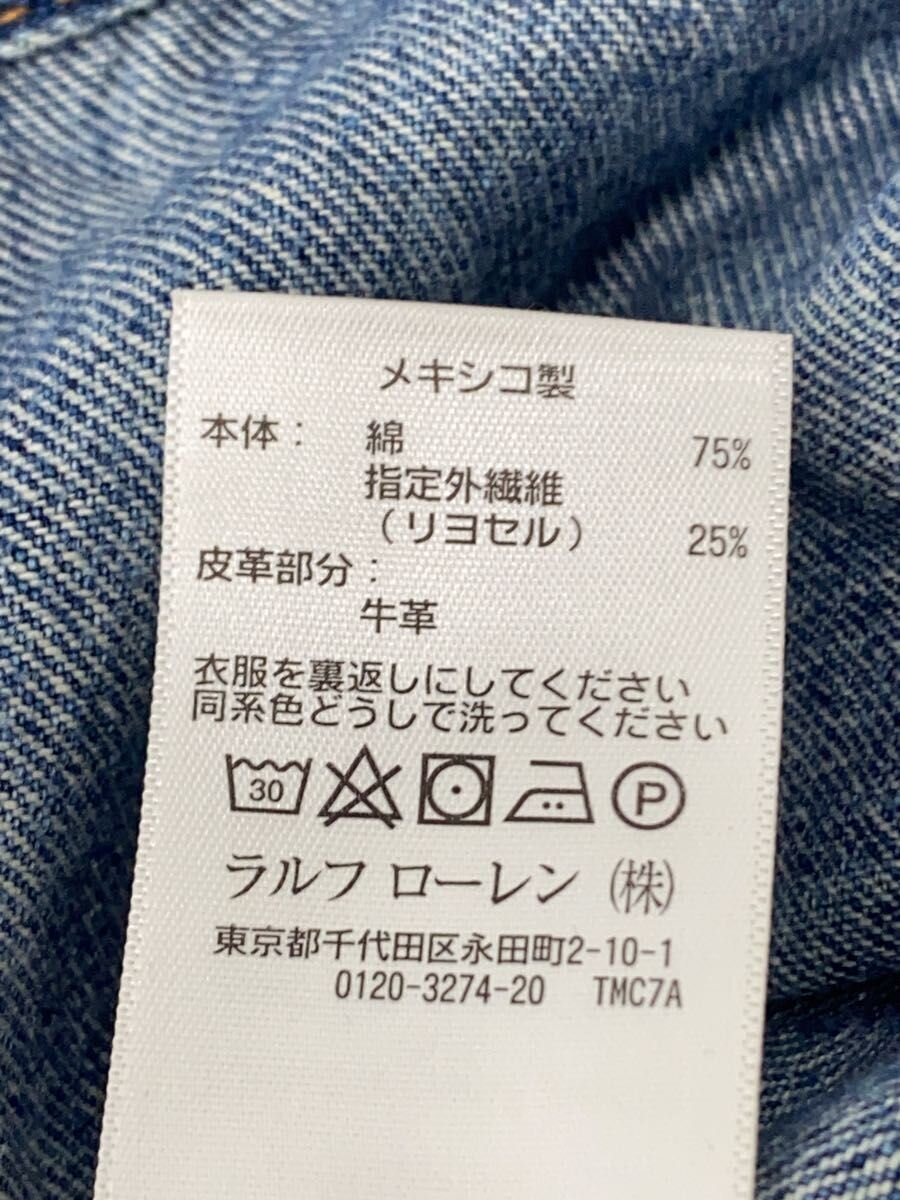 メキシコ製
本体： 綿 75%
指定外繊維
（リヨセル） 25%
皮革部分：
牛革
衣服を裏返しにしてください
同系色どうしで洗ってください
30 P
ラルフ ローレン（株）
東京都千代田区永田町2-10-1
0120-3274-20 TMC7A